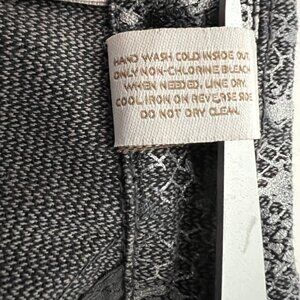 HAND WASH COLD INSIDE OUT.
ONLY NON-CHLORINE BLEACH
WHEN NEEDED. LINE DRY.
COOL IRON ON REVERSE SIDE
DO NOT DRY CLEAN.